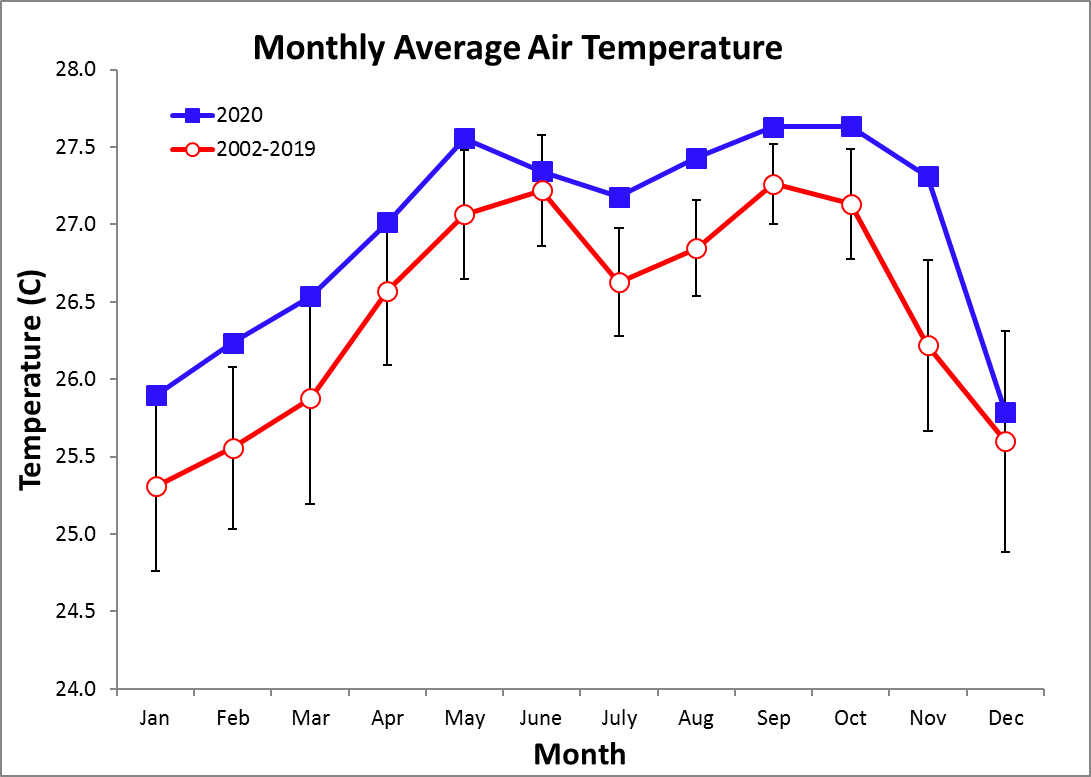 Monthly Average Air Temperature
28.0
2020
27.5
2002-2019
27.0
26.5
26.0
25.5
25.0
24.5
24.0
Temperature (C)
Jan Feb Mar Apr May June July Aug Sep Oct Nov Dec
Month